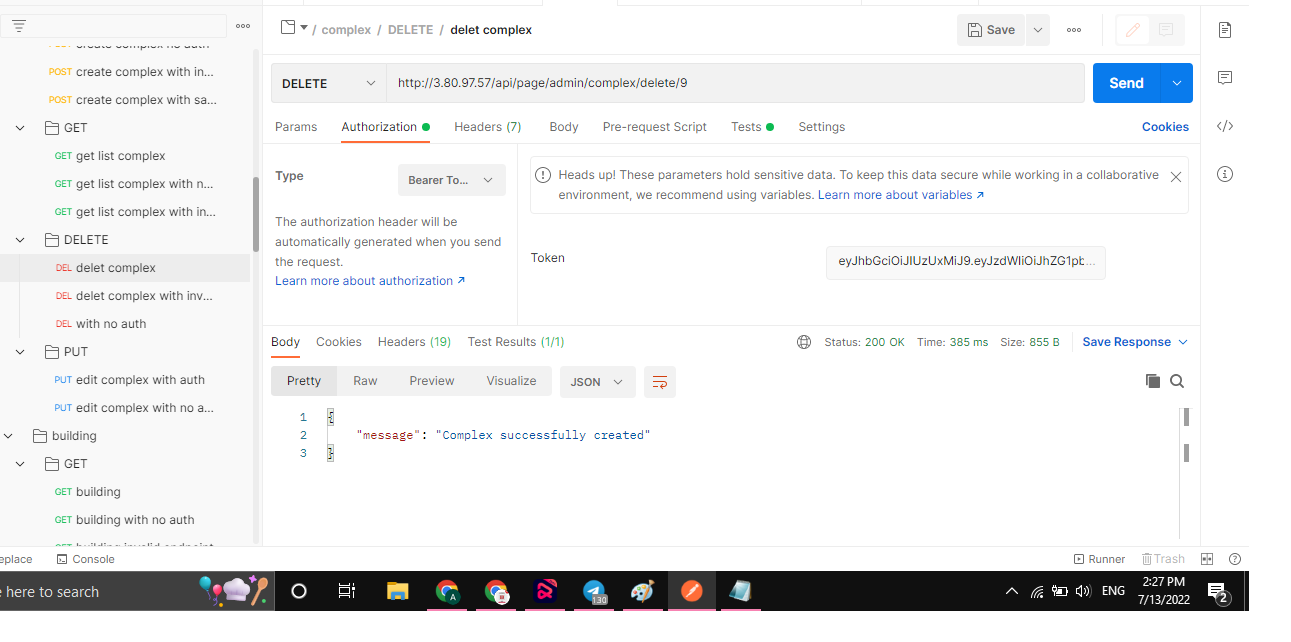 create complex no auth
POST create complex with in...
POST create complex with sa...
GET
GET get list complex
GET get list complex with n...
GET get list complex with in...
DELETE
DEL delet complex
DEL delet complex with inv...
DEL with no auth
PUT
PUT edit complex with auth
PUT edit complex with no a...
building
GET
GET building
GET building with no auth
GET building invalid endpoint
/ complex / DELETE / delet complex
Save
DELETE
http://3.80.97.57/api/page/admin/complex/delete/9
Send
Params Authorization Headers (7) Body Pre-request Script Tests Settings Cookies
Type
Bearer To...
The authorization header will be
automatically generated when you send
the request.
Learn more about authorization ↗
Heads up! These parameters hold sensitive data. To keep this data secure while working in a collaborative
environment, we recommend using variables. Learn more about variables ↗
Token
eyJhbGciOiJIUzUxMiJ9.eyJzdWIiOiJhZG1pb...
Body Cookies Headers (19) Test Results (1/1)
Status: 200 OK Time: 385 ms Size: 855 B Save Response
Pretty Raw Preview Visualize JSON
1 {
2 "message": "Complex successfully created"
3 }
eplace Console
Runner Trash
e here to search
A
130
ENG
2:27 PM
7/13/2022
2